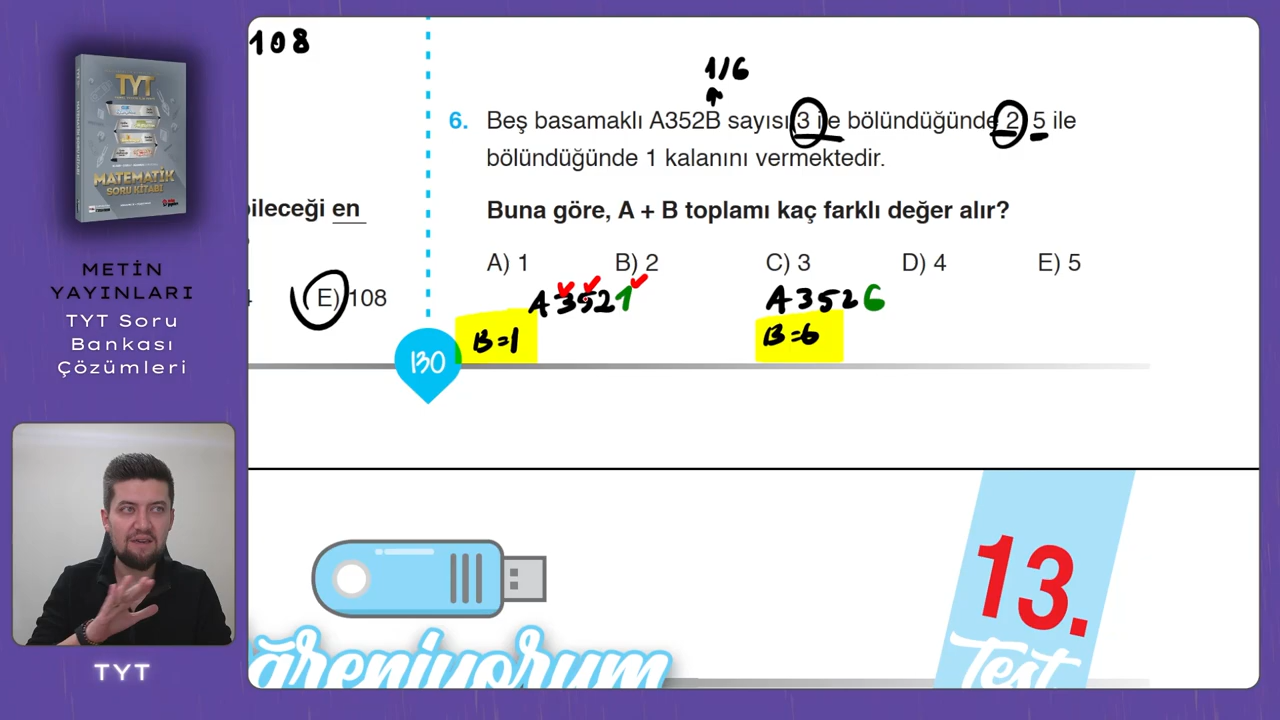 108
1/6
6. Beş basamaklı A352B sayısı 3 ile bölündüğünde 2, 5 ile
bölündüğünde 1 kalanını vermektedir.
bileceği en
Buna göre, A + B toplamı kaç farklı değer alır?
A) 1 B) 2 C) 3 D) 4 E) 5
E) 108
A3521 A3526
B=1 B=6
130
TYT
MATEMATİK
SORU KİTABI
METİN
YAYINLARI
TYT Soru
Bankası
Çözümleri
TYT
13.
Test
ğreniyorum